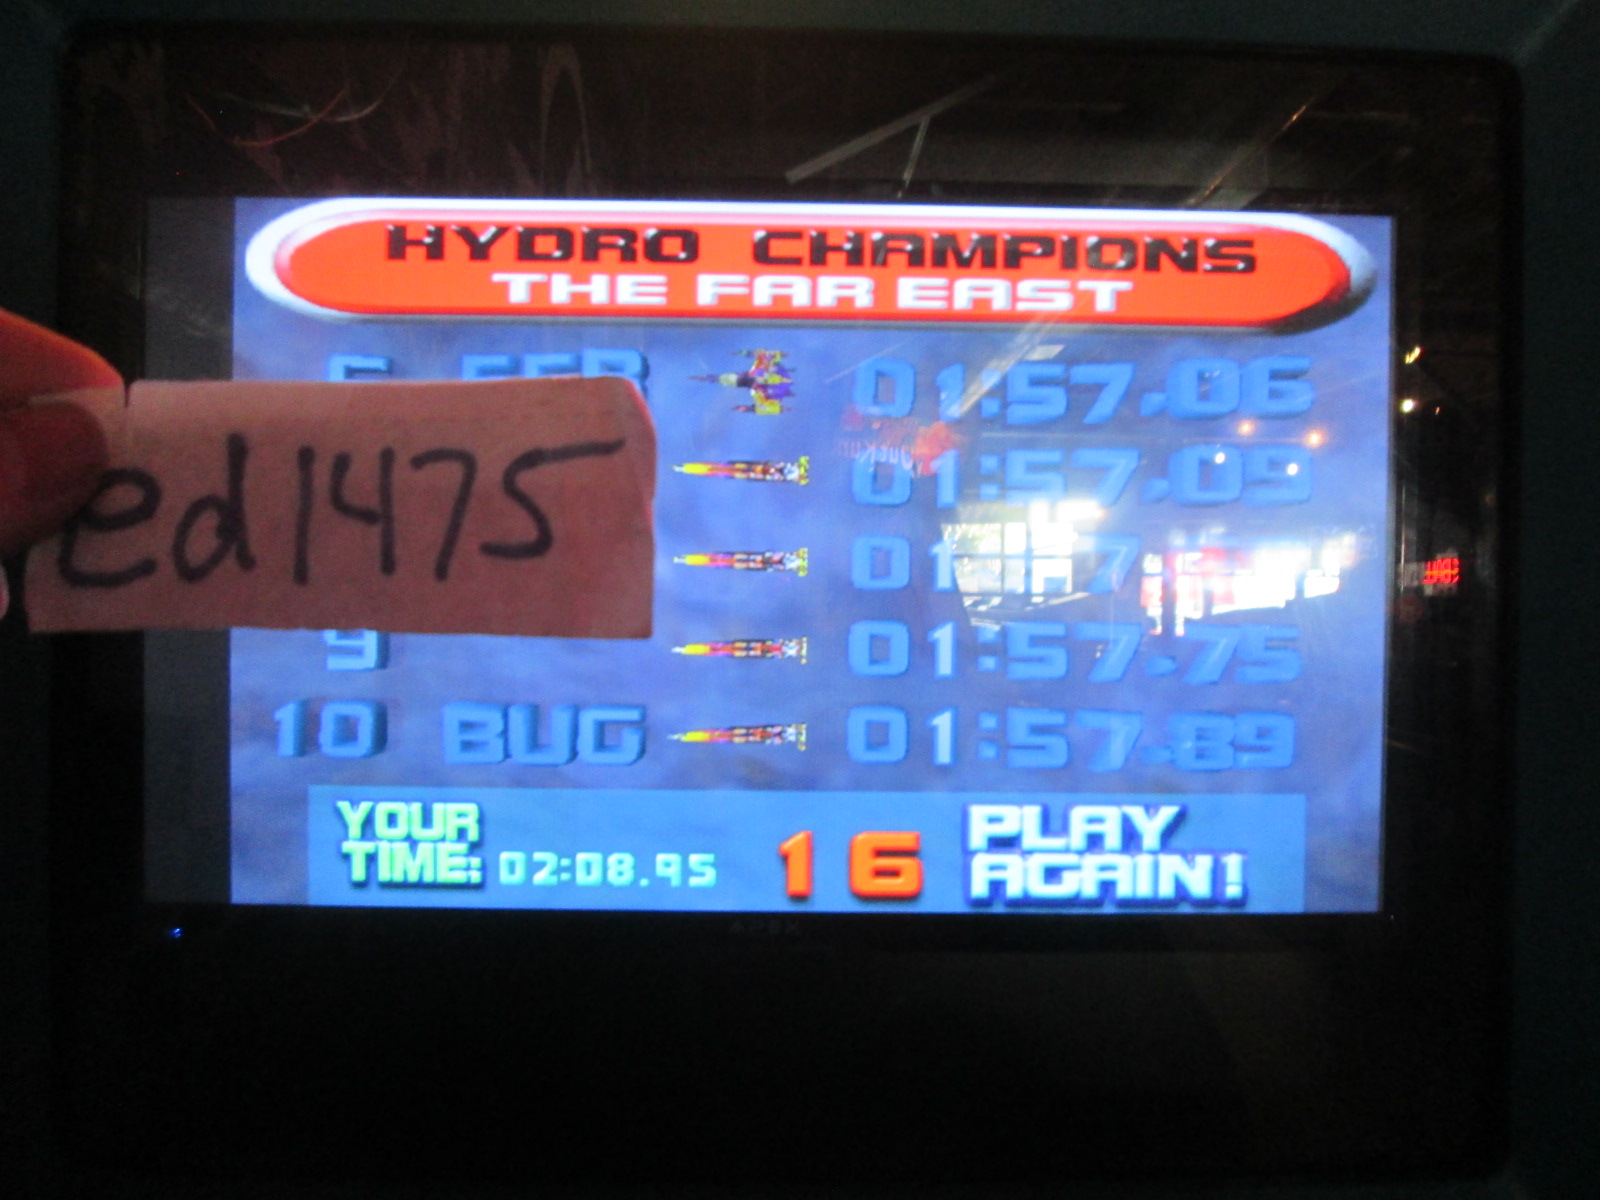 HYDRO CHAMPIONS
THE FAR EAST
01:57.06
01:57.09
ed1475
9 01:57.75
10 BUG 01:57.89
YOUR TIME: 02:08.95 16 PLAY AGAIN!